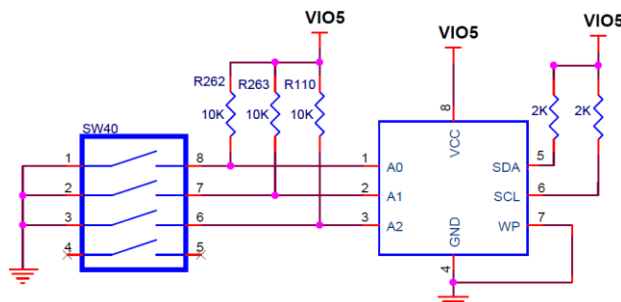 VIO5
VIO5
VIO5
R262
R263
R110
10K
10K
10K
2K
2K
SW40
1
8
2
7
3
6
4
5
8
VCC
1
A0
2
A1
3
A2
SDA
5
SCL
6
WP
7
GND
4